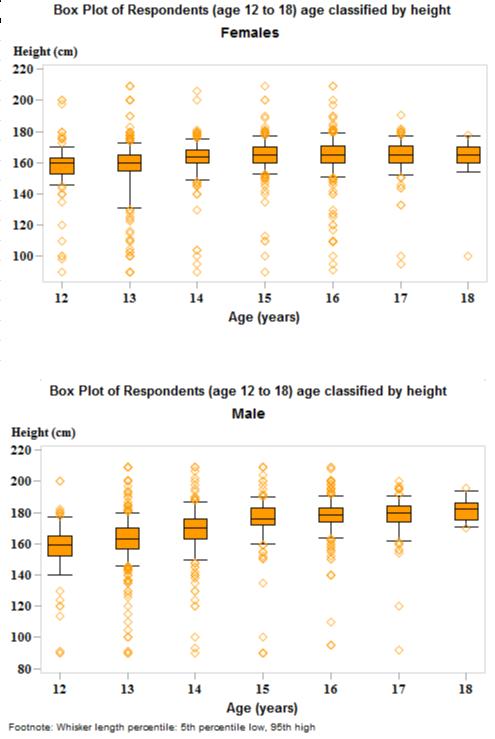 Box Plot of Respondents (age 12 to 18) age classified by height
Females
Height (cm)
220
200
180
160
140
120
100
12 13 14 15 16 17 18
Age (years)
Box Plot of Respondents (age 12 to 18) age classified by height
Male
Height (cm)
220
200
180
160
140
120
100
80
12 13 14 15 16 17 18
Age (years)
Footnote: Whisker length percentile: 5th percentile low, 95th high